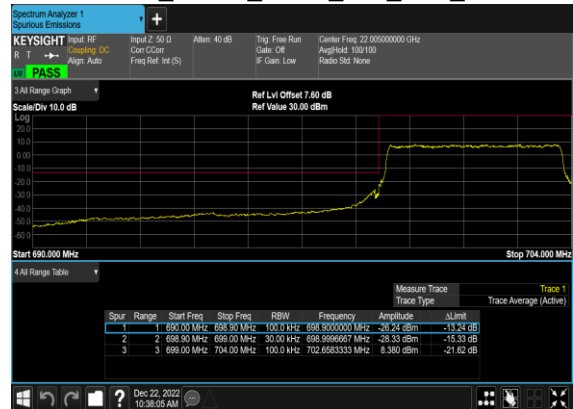 Spectrum Analyzer 1
Spurious Emissions
+
KEYSIGHT Input: RF Input Z: 50 Ω Atten: 40 dB Trig: Free Run Center Freq: 22.005000000 GHz
R T Coupling: DC Corr CCorr Gate: Off Avg|Hold: 100/100
Align: Auto Freq Ref: Int (S) IF Gain: Low Radio Std: None
PASS
3 All Range Graph
Ref Lvl Offset 7.60 dB
Scale/Div 10.0 dB Ref Value 30.00 dBm
Log
20.0
10.0
0.00
-10.0
-20.0
-30.0
-40.0
-50.0
-60.0
Start 690.000 MHz Stop 704.000 MHz
4 All Range Table
Measure Trace Trace 1
Trace Type Trace Average (Active)
Spur Range Start Freq Stop Freq RBW Frequency Amplitude ΔLimit
1 1 690.00 MHz 698.90 MHz 100.0 kHz 698.9000000 MHz -26.24 dBm -13.24 dB
2 2 698.90 MHz 699.00 MHz 30.00 kHz 698.9996667 MHz -28.33 dBm -15.33 dB
3 3 699.00 MHz 704.00 MHz 100.0 kHz 702.6583333 MHz 8.380 dBm -21.62 dB
? Dec 22, 2022
10:38:05 AM